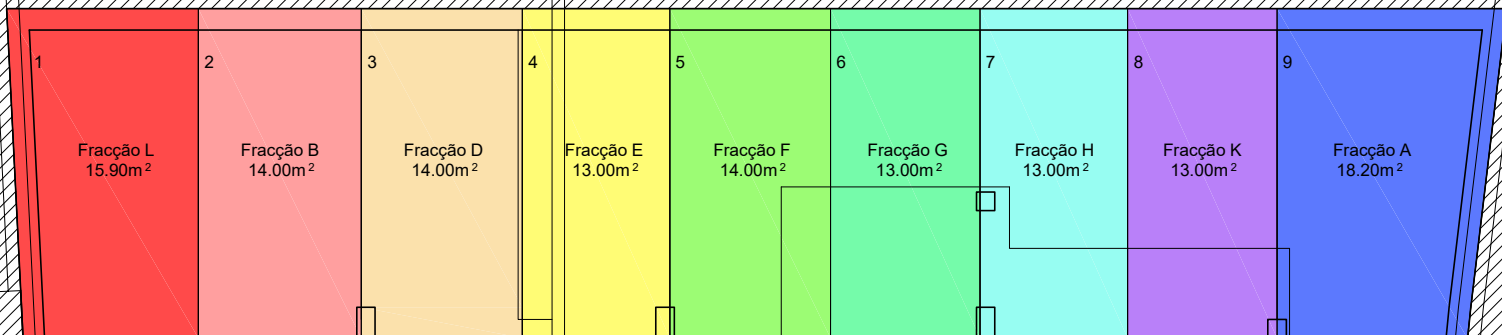 1
Fracção L
15.90m²
2
Fracção B
14.00m²
3
Fracção D
14.00m²
4
Fracção E
13.00m²
5
Fracção F
14.00m²
6
Fracção G
13.00m²
7
Fracção H
13.00m²
8
Fracção K
13.00m²
9
Fracção A
18.20m²